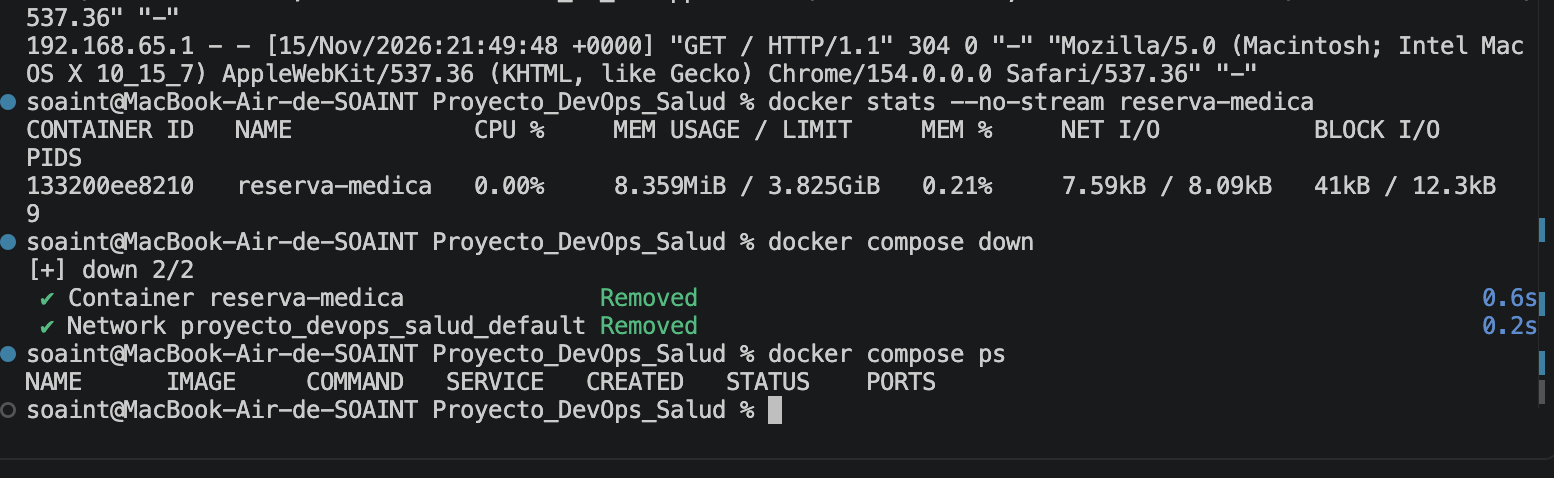 537.36" "-"
192.168.65.1 - - [15/Nov/2026:21:49:48 +0000] "GET / HTTP/1.1" 304 0 "-" "Mozilla/5.0 (Macintosh; Intel Mac
OS X 10_15_7) AppleWebKit/537.36 (KHTML, like Gecko) Chrome/154.0.0.0 Safari/537.36" "-"
soaint@MacBook-Air-de-SOAINT Proyecto_DevOps_Salud % docker stats --no-stream reserva-medica
CONTAINER ID   NAME             CPU %     MEM USAGE / LIMIT     MEM %     NET I/O           BLOCK I/O
PIDS
133200ee8210   reserva-medica   0.00%     8.359MiB / 3.825GiB   0.21%     7.59kB / 8.09kB   41kB / 12.3kB
9
soaint@MacBook-Air-de-SOAINT Proyecto_DevOps_Salud % docker compose down
[+] down 2/2
✔ Container reserva-medica              Removed 0.6s
✔ Network proyecto_devops_salud_default Removed 0.2s
soaint@MacBook-Air-de-SOAINT Proyecto_DevOps_Salud % docker compose ps
NAME      IMAGE     COMMAND   SERVICE   CREATED   STATUS    PORTS
soaint@MacBook-Air-de-SOAINT Proyecto_DevOps_Salud %